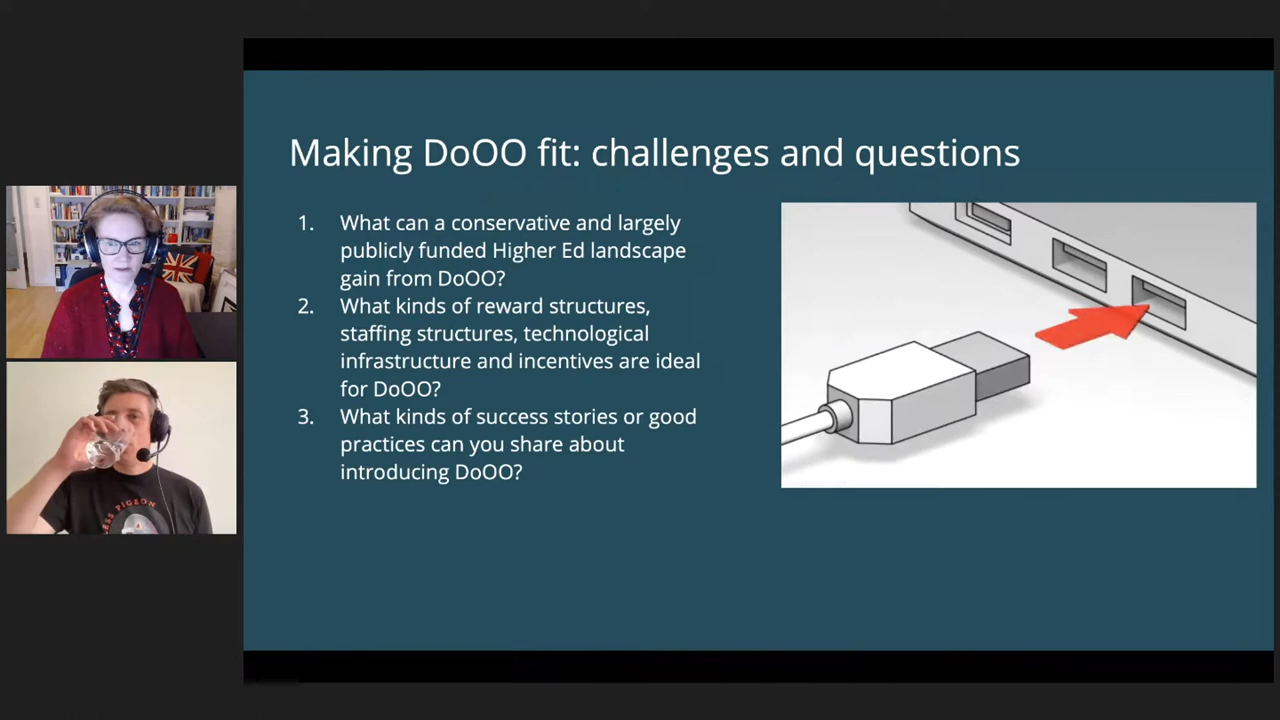 Making DoOO fit: challenges and questions
1. What can a conservative and largely
publicly funded Higher Ed landscape
gain from DoOO?
2. What kinds of reward structures,
staffing structures, technological
infrastructure and incentives are ideal
for DoOO?
3. What kinds of success stories or good
practices can you share about
introducing DoOO?
PIGEON